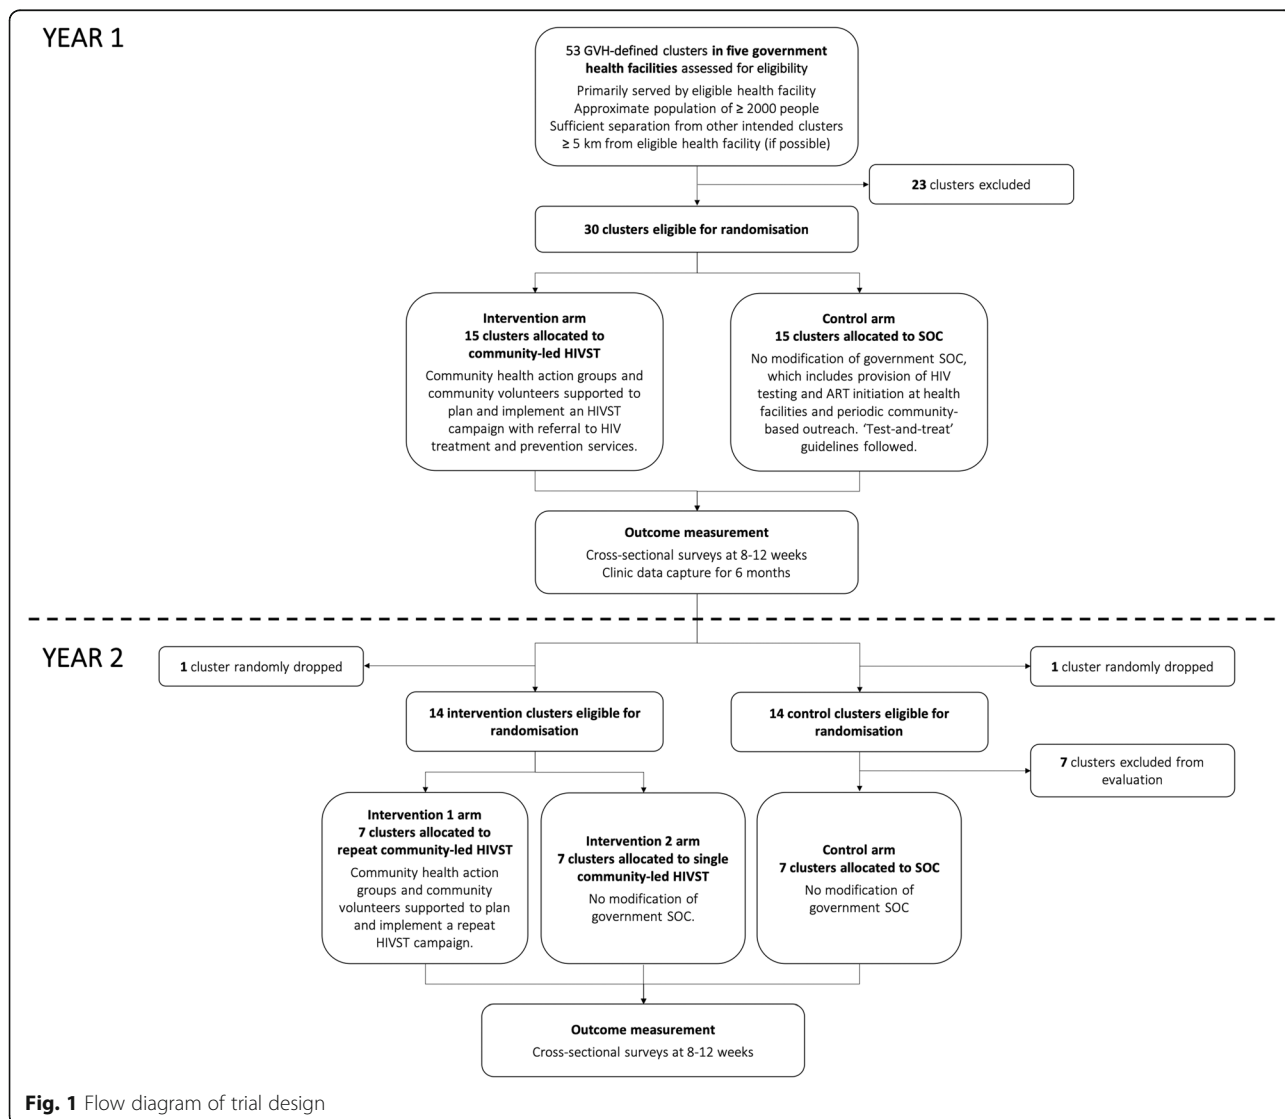 YEAR 1
53 GVH-defined clusters in five government
health facilities assessed for eligibility
Primarily served by eligible health facility
Approximate population of ≥ 2000 people
Sufficient separation from other intended clusters
≥ 5 km from eligible health facility (if possible)
23 clusters excluded
30 clusters eligible for randomisation
Intervention arm
15 clusters allocated to
community-led HIVST
Community health action groups and
community volunteers supported to
plan and implement an HIVST
campaign with referral to HIV
treatment and prevention services.
Control arm
15 clusters allocated to SOC
No modification of government SOC,
which includes provision of HIV
testing and ART initiation at health
facilities and periodic community-
based outreach. ‘Test-and-treat’
guidelines followed.
Outcome measurement
Cross-sectional surveys at 8-12 weeks
Clinic data capture for 6 months
YEAR 2
1 cluster randomly dropped
1 cluster randomly dropped
14 intervention clusters eligible for
randomisation
14 control clusters eligible for
randomisation
7 clusters excluded from
evaluation
Intervention 1 arm
7 clusters allocated to
repeat community-led HIVST
Community health action
groups and community
volunteers supported to plan
and implement a repeat
HIVST campaign.
Intervention 2 arm
7 clusters allocated to single
community-led HIVST
No modification of
government SOC.
Control arm
7 clusters allocated to SOC
No modification of
government SOC
Outcome measurement
Cross-sectional surveys at 8-12 weeks
Fig. 1 Flow diagram of trial design